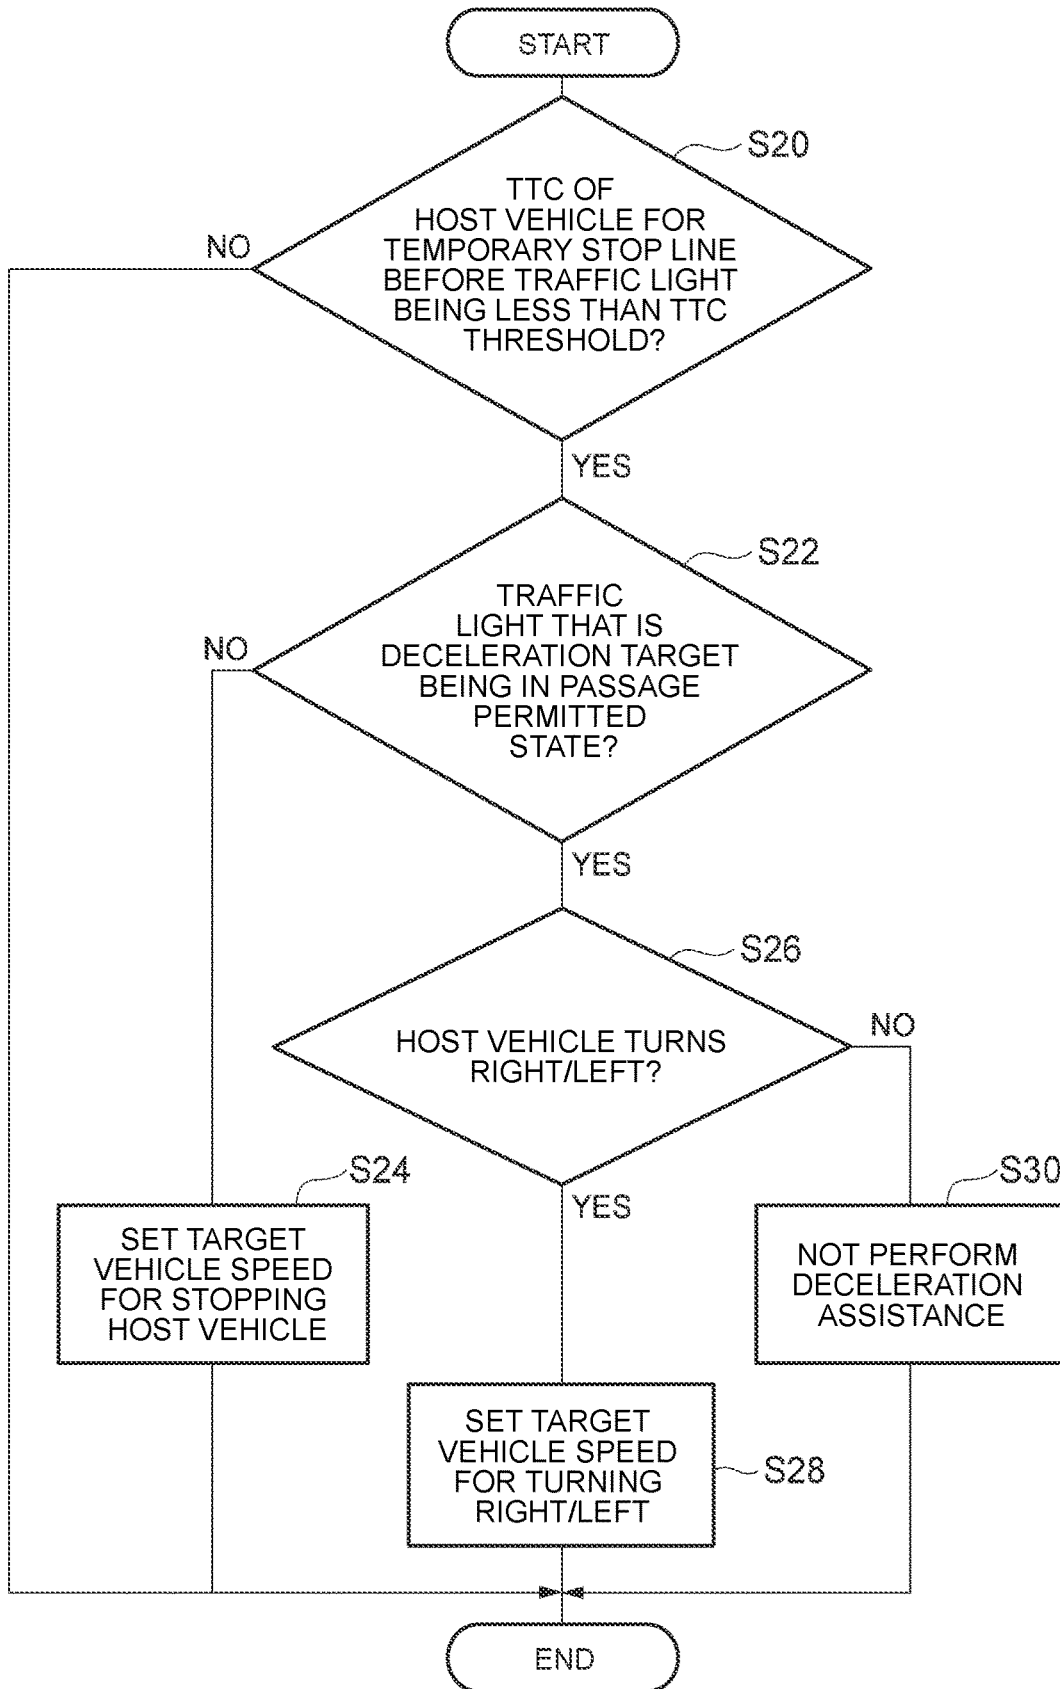 START
S20
TTC OF
HOST VEHICLE FOR
TEMPORARY STOP LINE
BEFORE TRAFFIC LIGHT
BEING LESS THAN TTC
THRESHOLD?
NO
YES
S22
TRAFFIC
LIGHT THAT IS
DECELERATION TARGET
BEING IN PASSAGE
PERMITTED
STATE?
NO
YES
S26
HOST VEHICLE TURNS
RIGHT/LEFT?
NO
YES
S24
SET TARGET
VEHICLE SPEED
FOR STOPPING
HOST VEHICLE
S30
NOT PERFORM
DECELERATION
ASSISTANCE
SET TARGET
VEHICLE SPEED
FOR TURNING
RIGHT/LEFT
S28
END